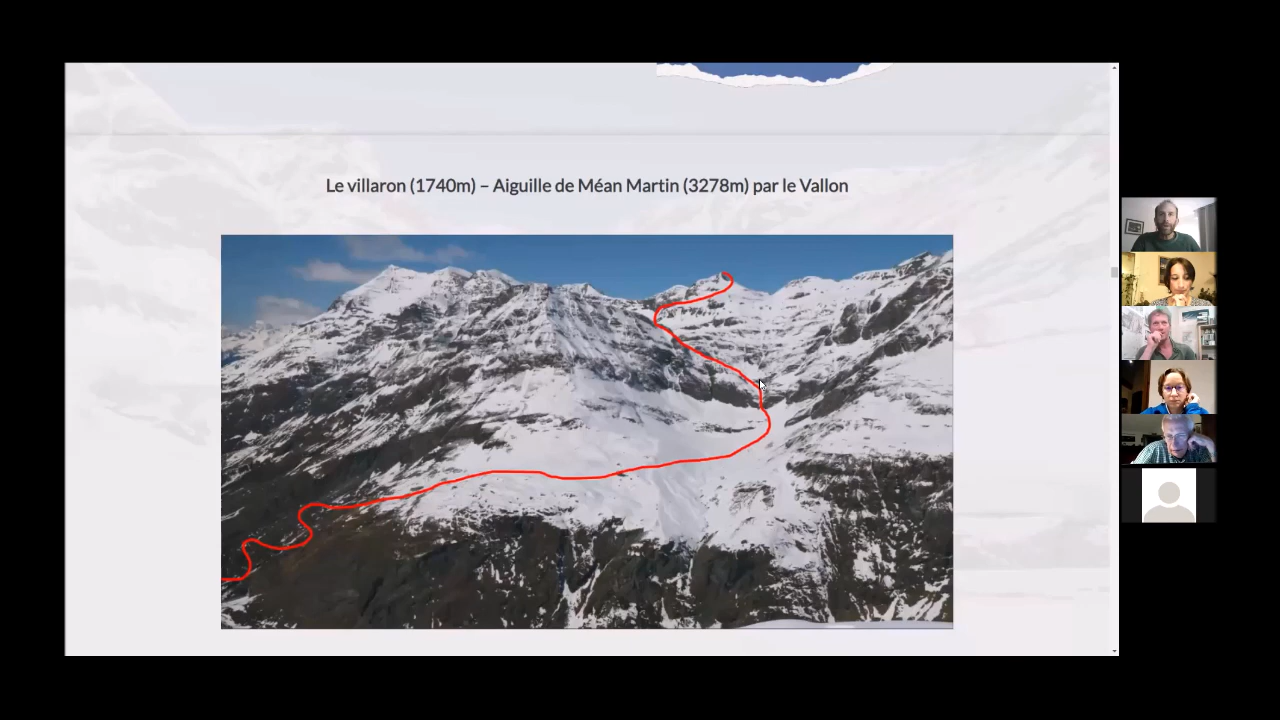 Le villaron (1740m) – Aiguille de Méan Martin (3278m) par le Vallon